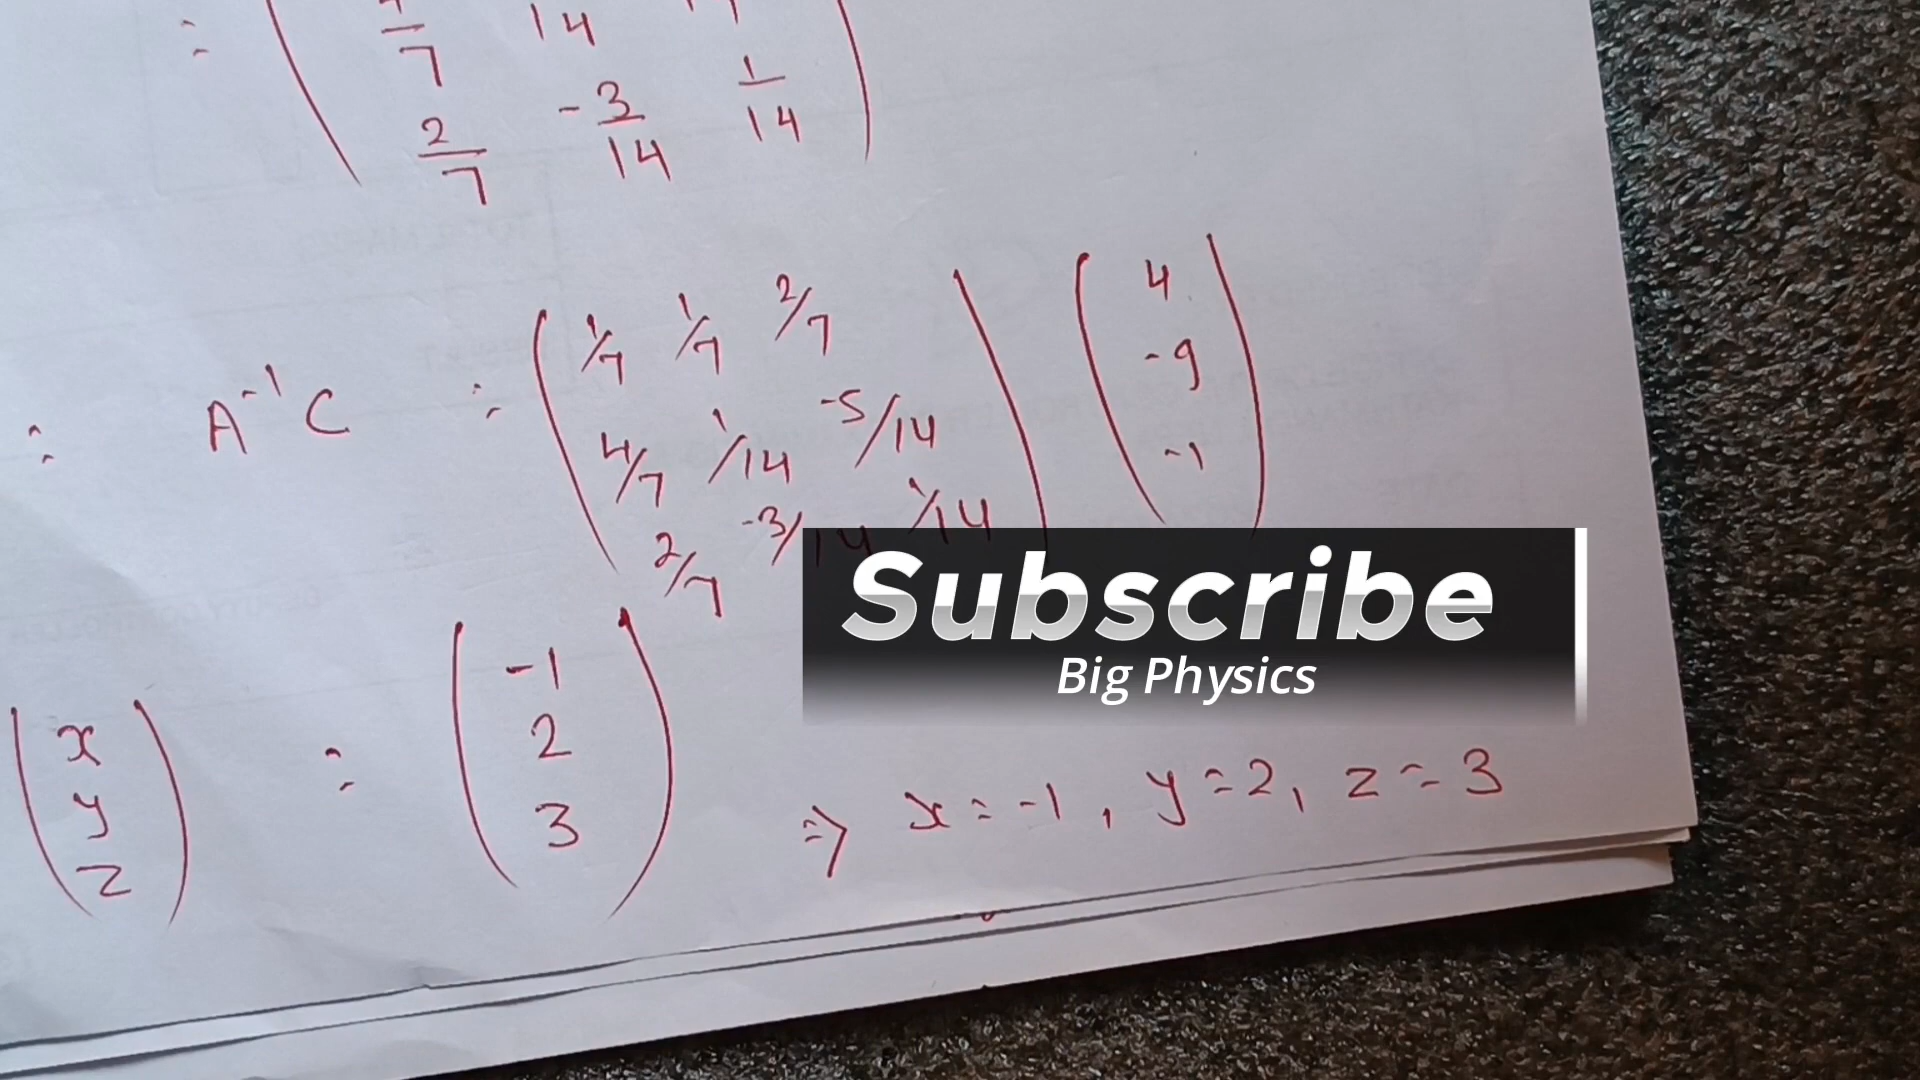 7 14
2/7 -3/14 1/14
∴ A⁻¹C = ( 1/7 1/7 2/7 ) ( 4 )
4/7 1/14 -5/14 -9
2/7 -3/14 1/14 -1
Subscribe
Big Physics
( x ) = ( -1 )
y 2
z 3
⇒ x = -1, y = 2, z = 3